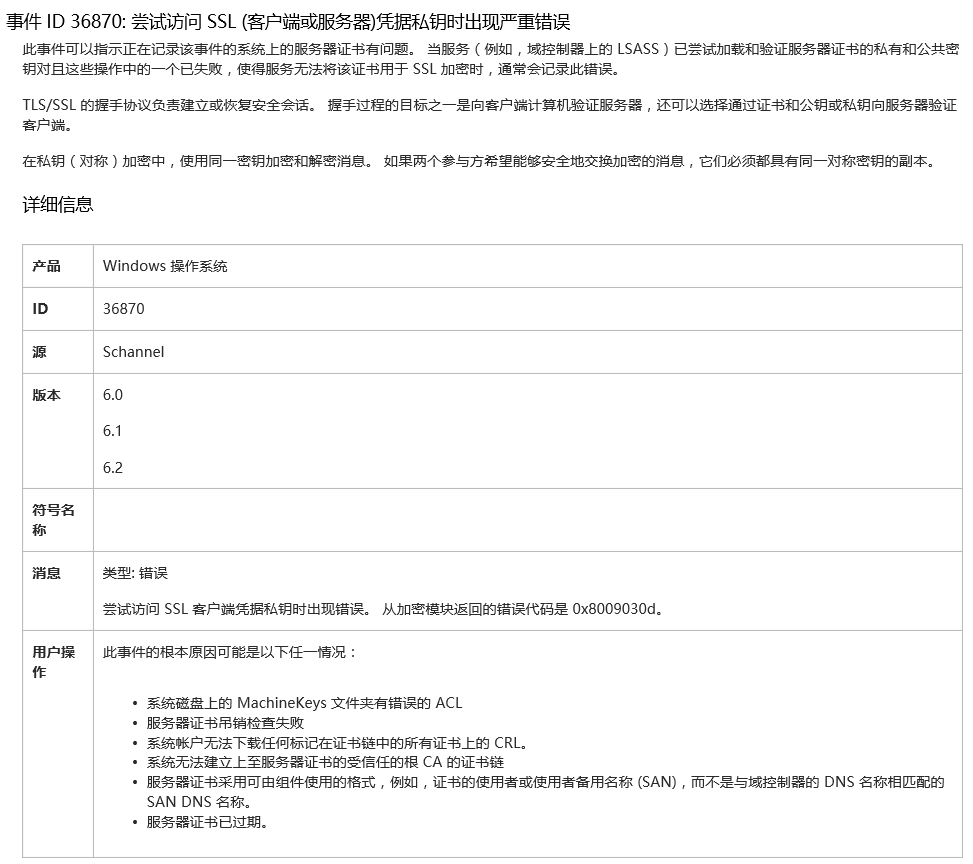 事件 ID 36870: 尝试访问 SSL (客户端或服务器)凭据私钥时出现严重错误
此事件可以指示正在记录该事件的系统上的服务器证书有问题。 当服务（例如，域控制器上的 LSASS）已尝试加载和验证服务器证书的私有和公共密
钥对且这些操作中的一个已失败，使得服务无法将该证书用于 SSL 加密时，通常会记录此错误。
TLS/SSL 的握手协议负责建立或恢复安全会话。 握手过程的目标之一是向客户端计算机验证服务器，还可以选择通过证书和公钥或私钥向服务器验证
客户端。
在私钥（对称）加密中，使用同一密钥加密和解密消息。 如果两个参与方希望能够安全地交换加密的消息，它们必须都具有同一对称密钥的副本。
详细信息
产品 Windows 操作系统
ID 36870
源 Schannel
版本 6.0
6.1
6.2
符号名
称
消息 类型: 错误
尝试访问 SSL 客户端凭据私钥时出现错误。 从加密模块返回的错误代码是 0x8009030d。
用户操 此事件的根本原因可能是以下任一情况：
作
• 系统磁盘上的 MachineKeys 文件夹有错误的 ACL
• 服务器证书吊销检查失败
• 系统帐户无法下载任何标记在证书链中的所有证书上的 CRL。
• 系统无法建立上至服务器证书的受信任的根 CA 的证书链
• 服务器证书采用可由组件使用的格式，例如，证书的使用者或使用者备用名称 (SAN)，而不是与域控制器的 DNS 名称相匹配的
SAN DNS 名称。
• 服务器证书已过期。